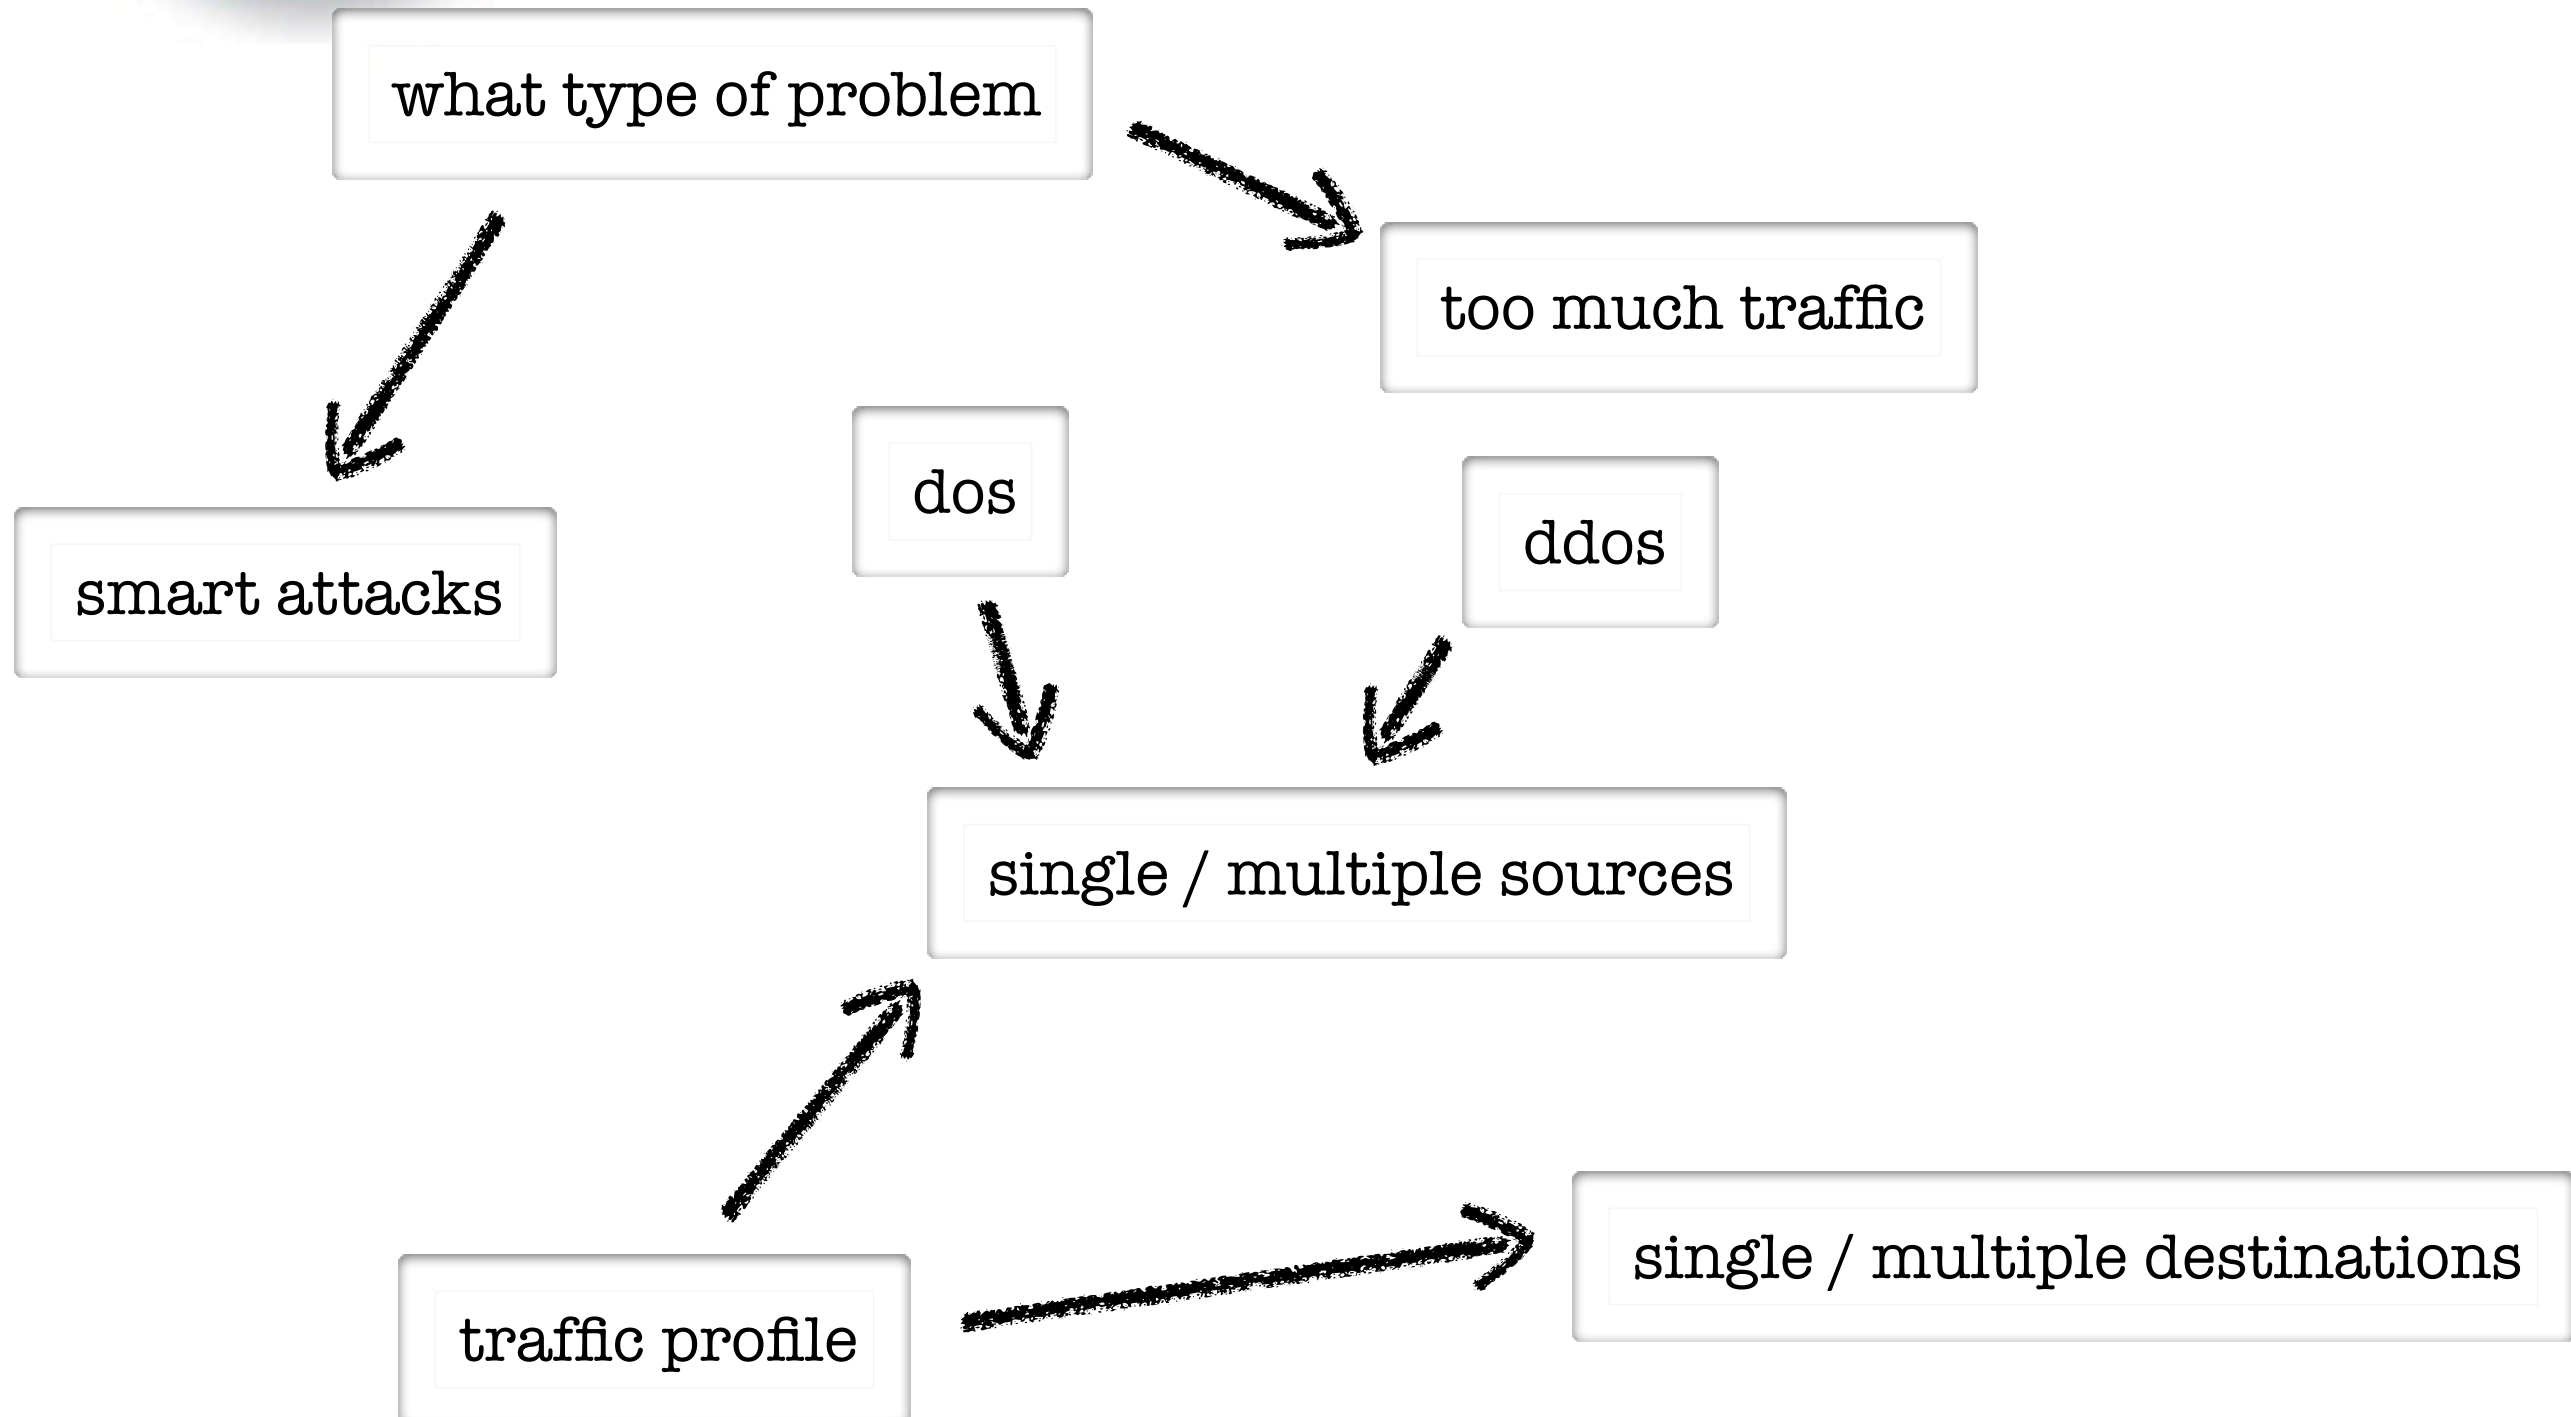 what type of problem
too much traffic
dos
ddos
smart attacks
single / multiple sources
single / multiple destinations
traffic profile